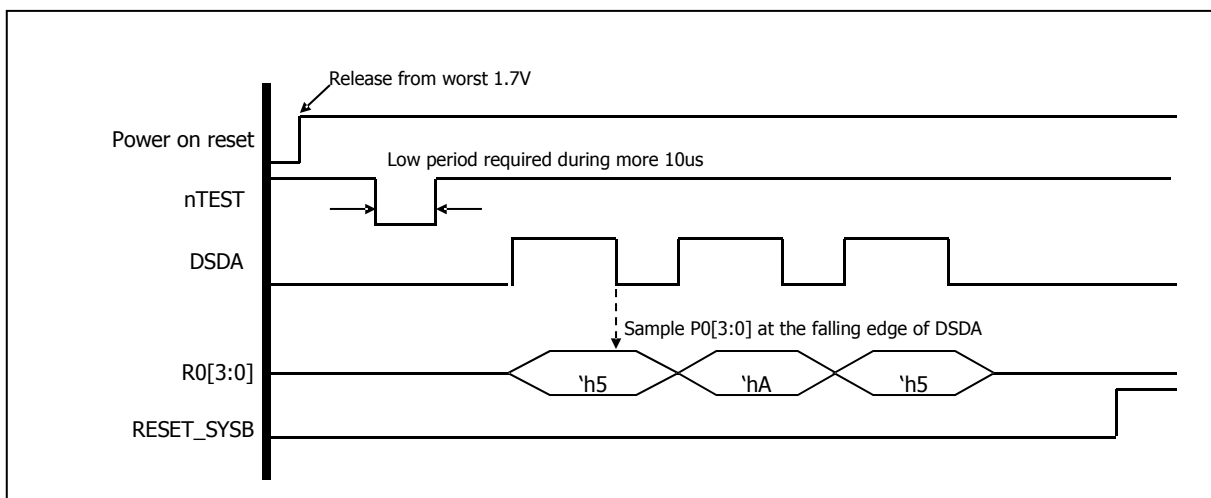 Release from worst 1.7V
Power on reset
Low period required during more 10us
nTEST
DSDA
Sample P0[3:0] at the falling edge of DSDA
R0[3:0]
‘h5
‘hA
‘h5
RESET_SYSB